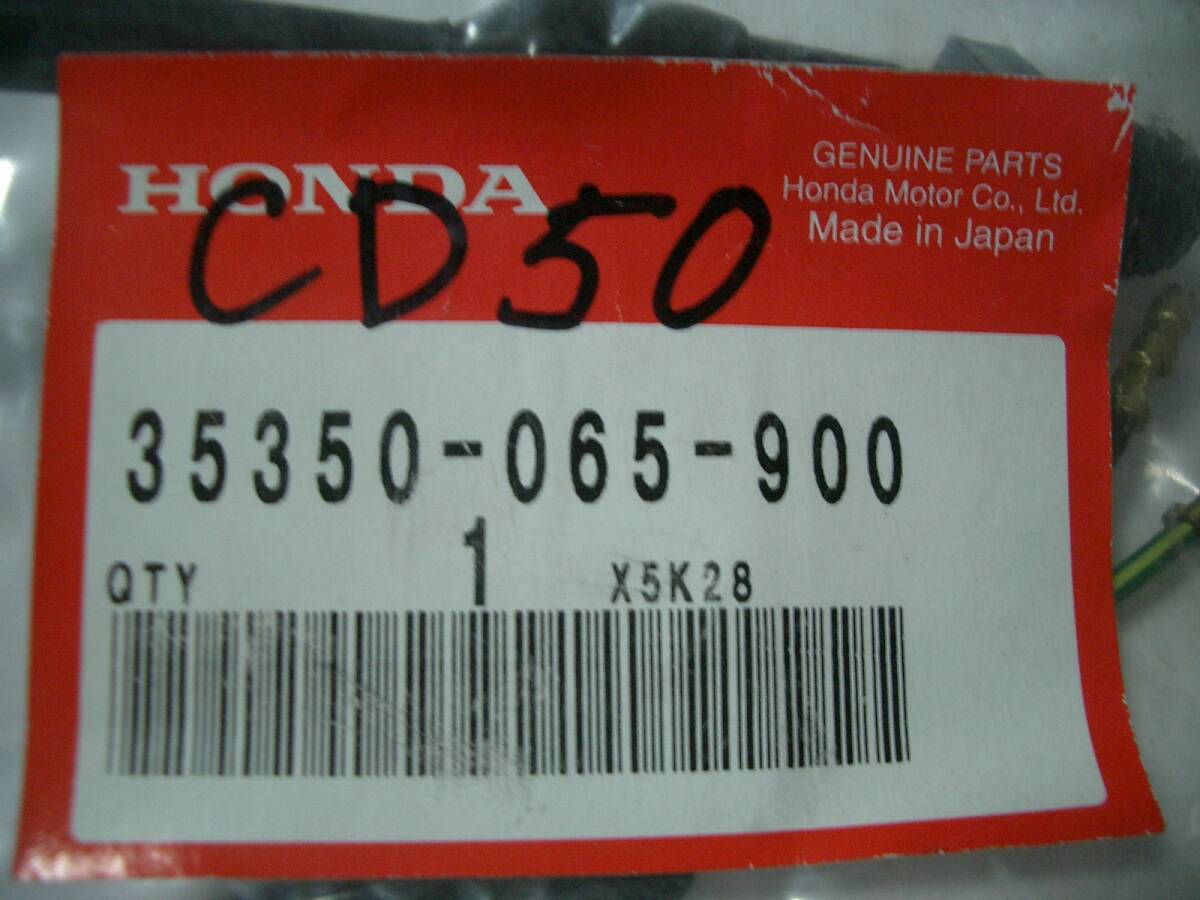 HONDA
CD50
GENUINE PARTS
Honda Motor Co., Ltd.
Made in Japan
35350-065-900
QTY 1 X5K28